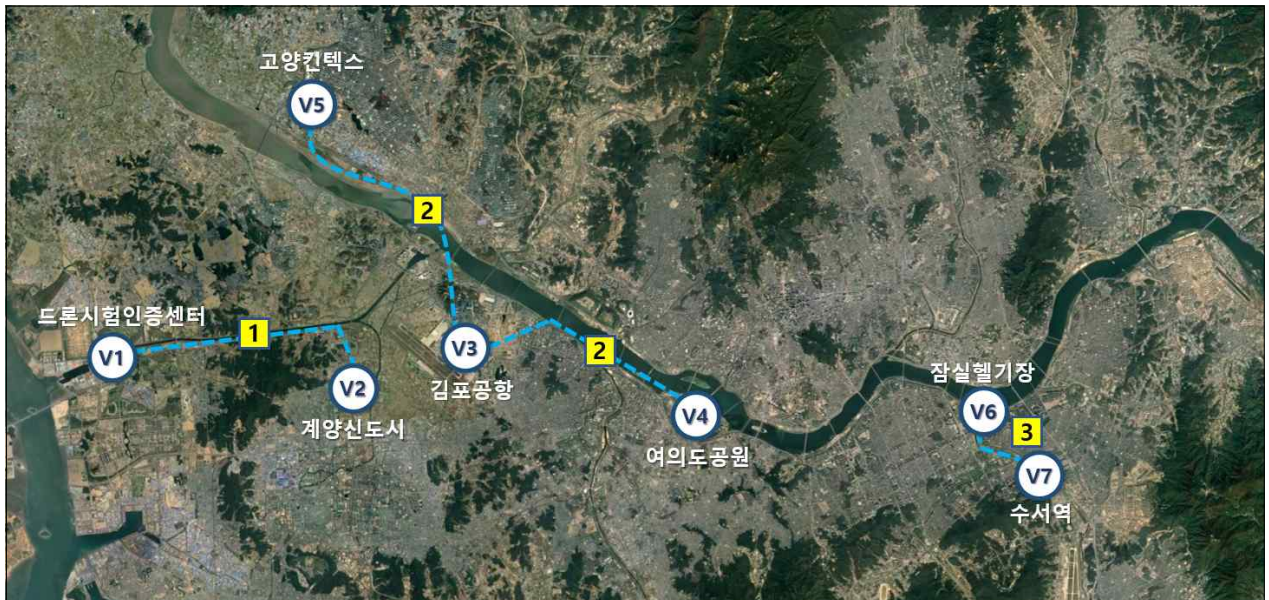 고양킨텍스
V5
2
드론시험인증센터
V1
1
V2
계양신도시
V3
김포공항
2
V4
여의도공원
잠실헬기장
V6
3
V7
수서역